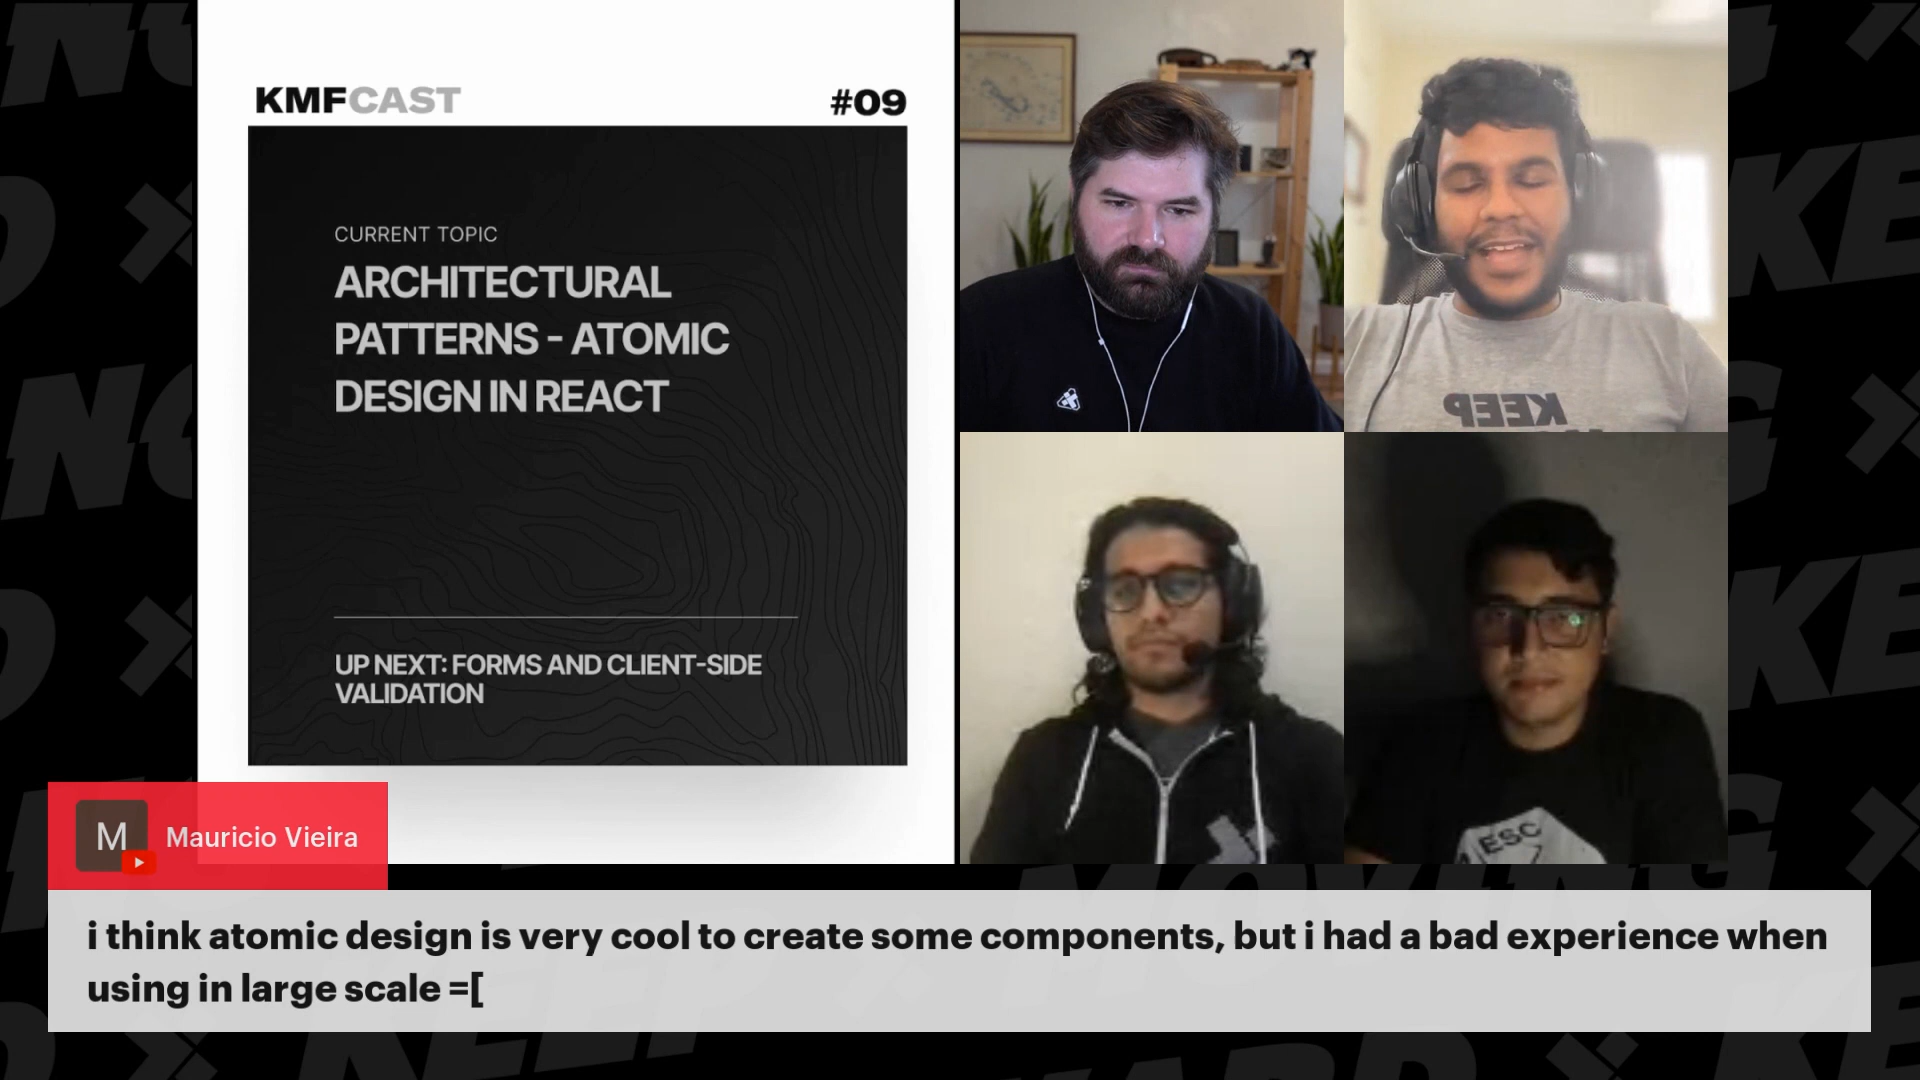 KMFCAST
#09
CURRENT TOPIC
ARCHITECTURAL
PATTERNS - ATOMIC
DESIGN IN REACT
UP NEXT: FORMS AND CLIENT-SIDE
VALIDATION
KEEP
ESC
M
Mauricio Vieira
i think atomic design is very cool to create some components, but i had a bad experience when
using in large scale =[